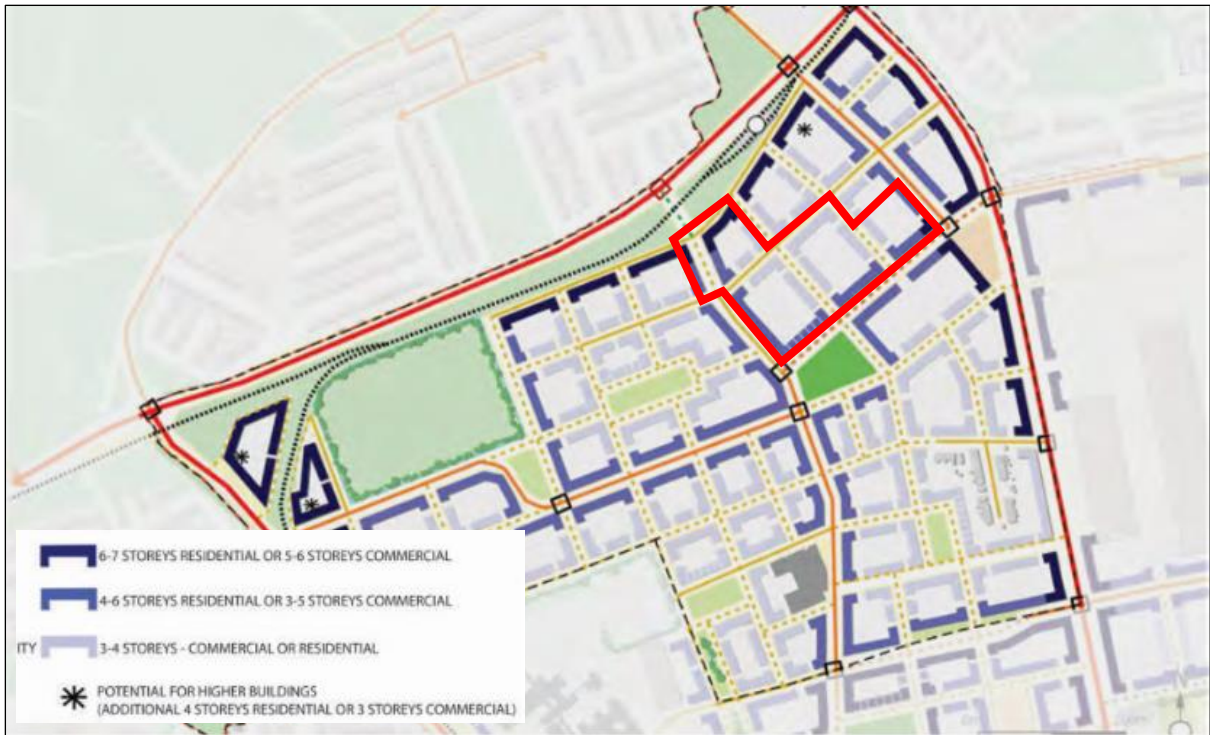 6-7 STOREYS RESIDENTIAL OR 5-6 STOREYS COMMERCIAL
4-6 STOREYS RESIDENTIAL OR 3-5 STOREYS COMMERCIAL
ITY
3-4 STOREYS - COMMERCIAL OR RESIDENTIAL
POTENTIAL FOR HIGHER BUILDINGS
(ADDITIONAL 4 STOREYS RESIDENTIAL OR 3 STOREYS COMMERCIAL)